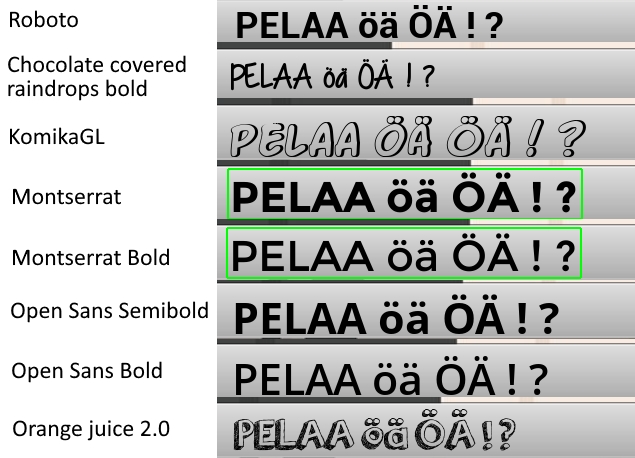 Roboto PELAA öä ÖÄ ! ?
Chocolate covered
raindrops bold PELAA öä ÖÄ ! ?
KomikaGL PELAA ÖÄ ÖÄ ! ?
Montserrat PELAA öä ÖÄ ! ?
Montserrat Bold PELAA öä ÖÄ ! ?
Open Sans Semibold PELAA öä ÖÄ ! ?
Open Sans Bold PELAA öä ÖÄ ! ?
Orange juice 2.0 PELAA öä ÖÄ ! ?